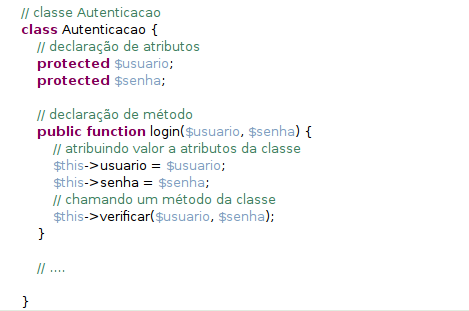 // classe Autenticacao
class Autenticacao {
// declaração de atributos
protected $usuario;
protected $senha;
// declaração de método
public function login($usuario, $senha) {
// atribuindo valor a atributos da classe
$this->usuario = $usuario;
$this->senha = $senha;
// chamando um método da classe
$this->verificar($usuario, $senha);
}
// ....
}